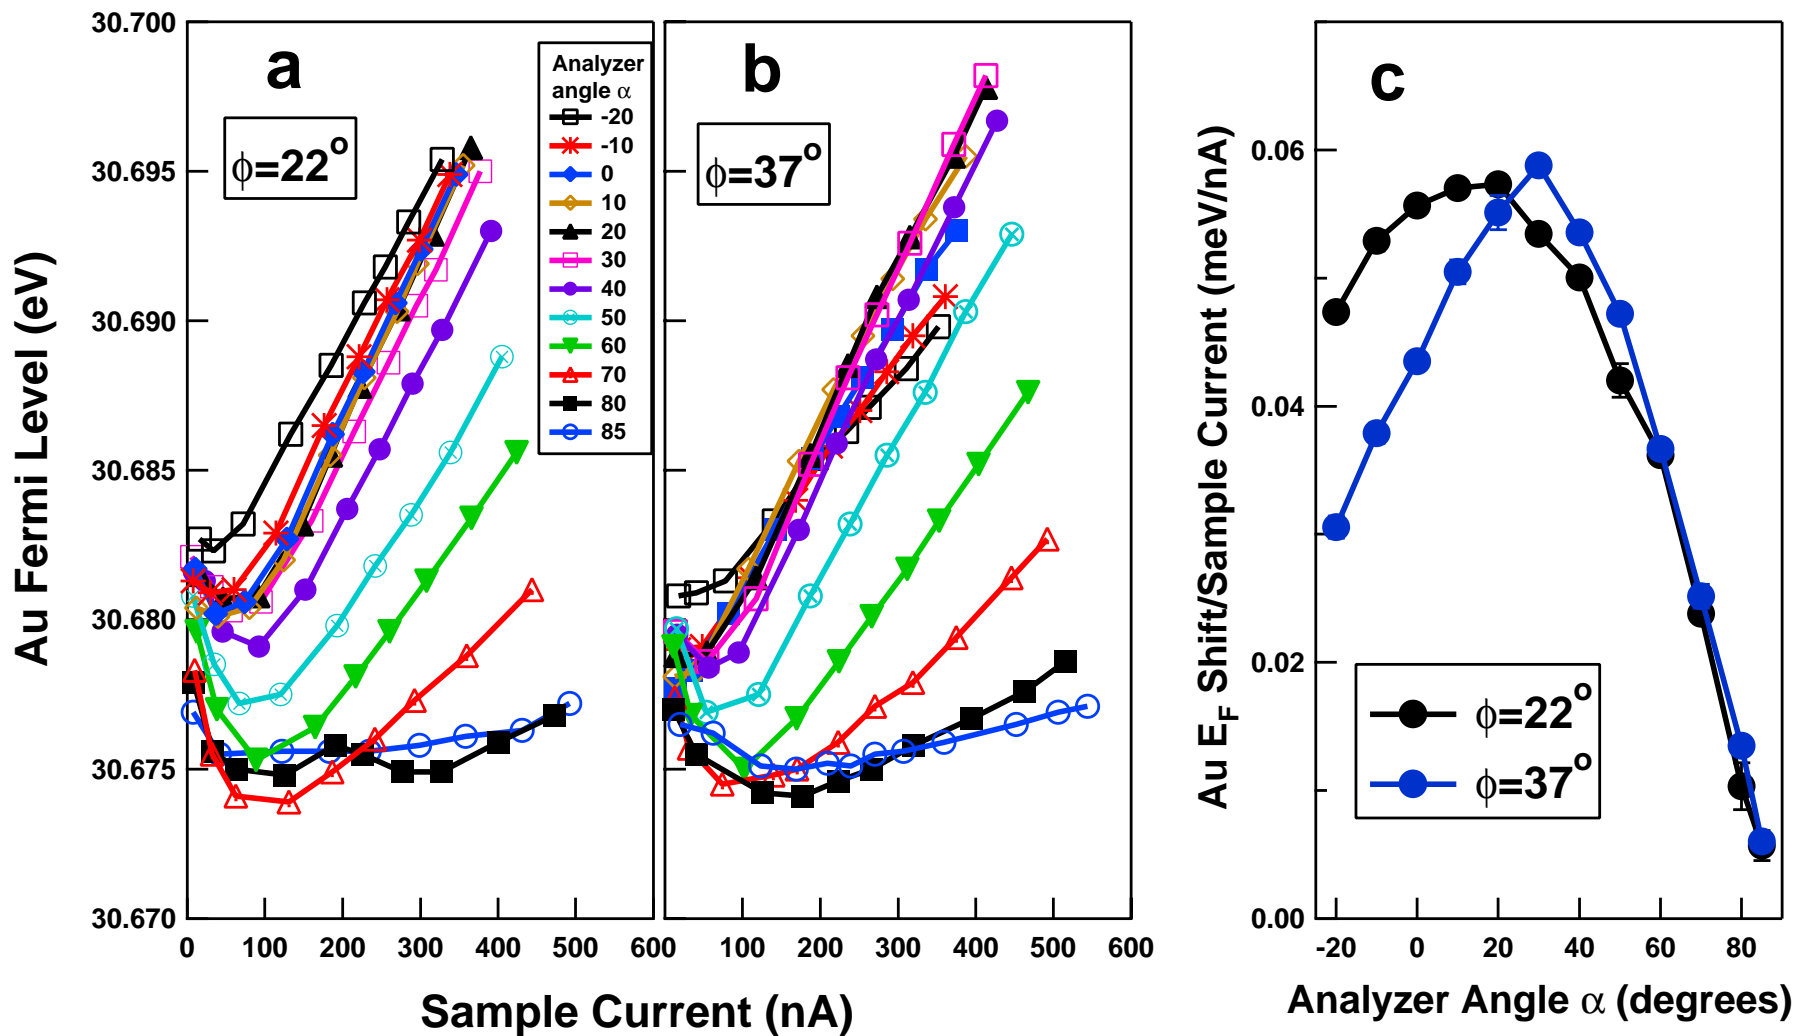 a
b
c
ϕ=22°
ϕ=37°
Analyzer
angle α
-20
-10
0
10
20
30
40
50
60
70
80
85
Au Fermi Level (eV)
30.700
30.695
30.690
30.685
30.680
30.675
30.670
0 100 200 300 400 500 600
0 100 200 300 400 500 600
Sample Current (nA)
Au E_F Shift/Sample Current (meV/nA)
0.06
0.04
0.02
0.00
ϕ=22°
ϕ=37°
-20 0 20 40 60 80
Analyzer Angle α (degrees)